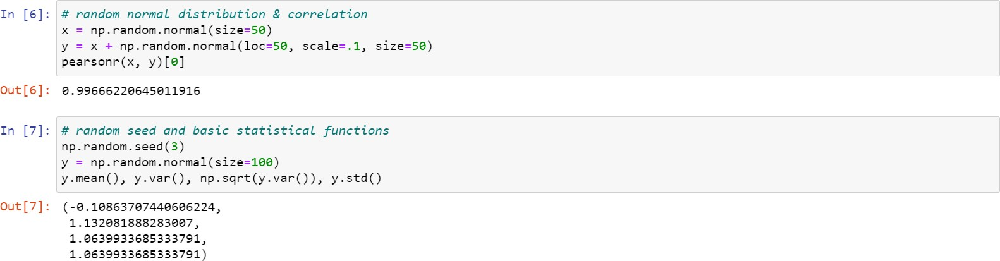 In [6]: # random normal distribution & correlation
x = np.random.normal(size=50)
y = x + np.random.normal(loc=50, scale=.1, size=50)
pearsonr(x, y)[0]
Out[6]: 0.99666220645011916
In [7]: # random seed and basic statistical functions
np.random.seed(3)
y = np.random.normal(size=100)
y.mean(), y.var(), np.sqrt(y.var()), y.std()
Out[7]: (-0.10863707440606224,
1.132081888283007,
1.0639933685333791,
1.0639933685333791)